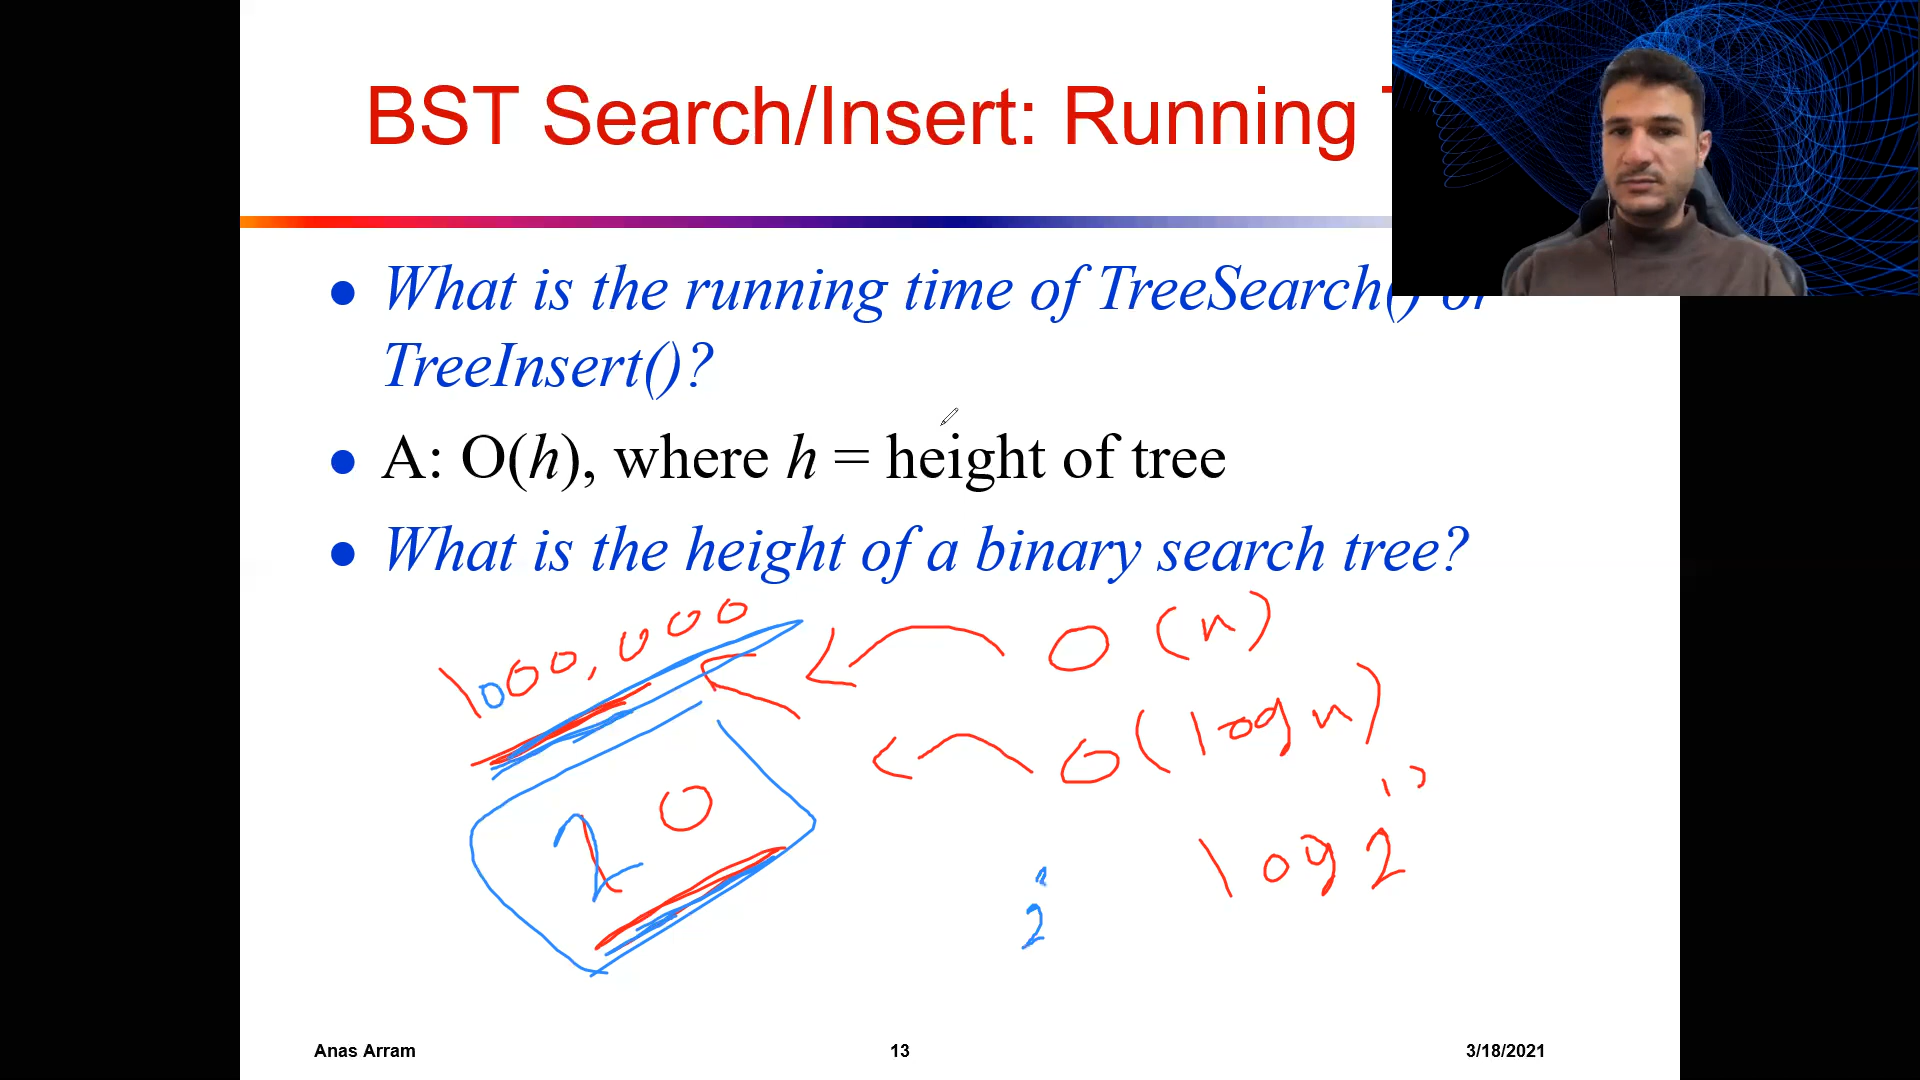 BST Search/Insert: Running
What is the running time of TreeSearch() or
TreeInsert()?
A: O(h), where h = height of tree
What is the height of a binary search tree?
1000,000
O(n)
O(log n)
20
log 2
2
Anas Arram
13
3/18/2021